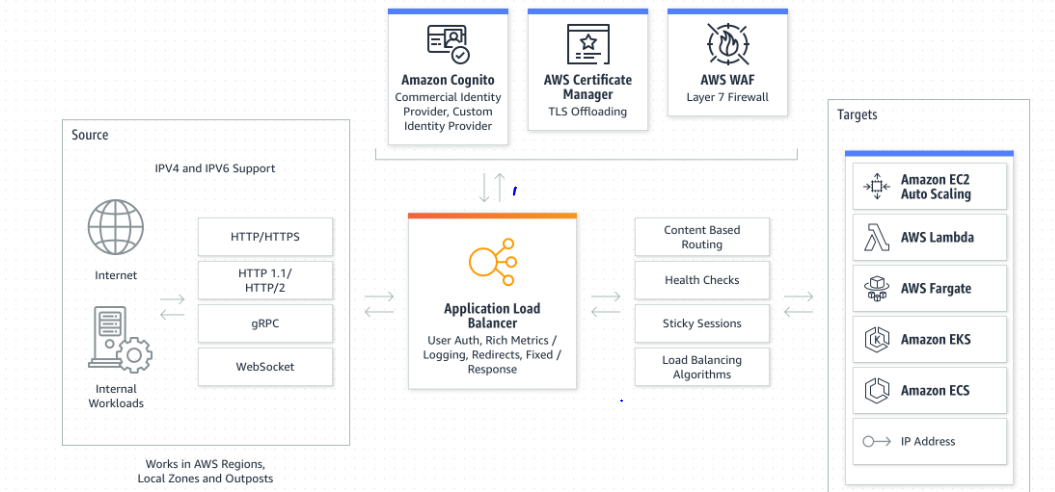 Amazon Cognito
Commercial Identity
Provider, Custom
Identity Provider
AWS Certificate
Manager
TLS Offloading
AWS WAF
Layer 7 Firewall
Source
IPV4 and IPV6 Support
Internet
Internal
Workloads
HTTP/HTTPS
HTTP 1.1/
HTTP/2
gRPC
WebSocket
Works in AWS Regions,
Local Zones and Outposts
Application Load
Balancer
User Auth, Rich Metrics /
Logging, Redirects, Fixed /
Response
Content Based
Routing
Health Checks
Sticky Sessions
Load Balancing
Algorithms
Targets
Amazon EC2
Auto Scaling
AWS Lambda
AWS Fargate
Amazon EKS
Amazon ECS
IP Address